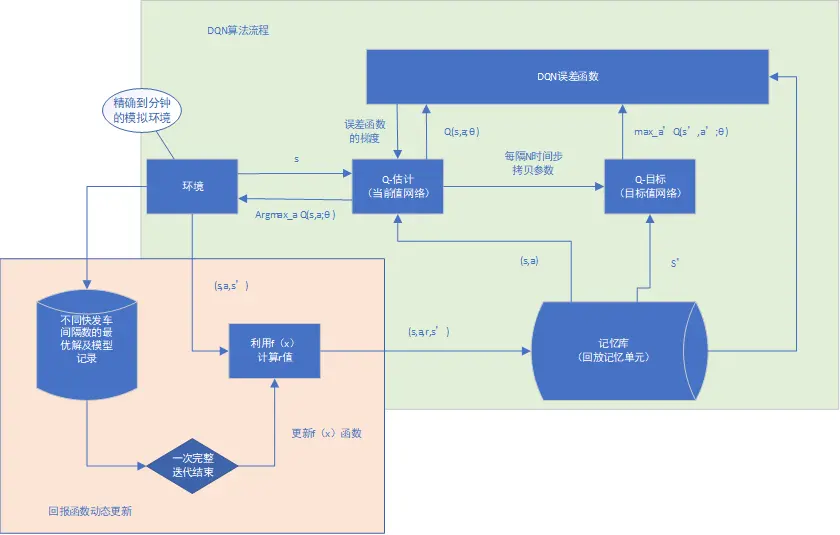 DQN算法流程
DQN误差函数
精确到分钟
的模拟环境
误差函数
的梯度
Q(s,a;θ)
max_a’Q(s’,a’;θ)
每隔N时间步
拷贝参数
s
环境
Q-估计
(当前值网络)
Q-目标
(目标值网络)
Argmax_a Q(s,a;θ)
(s,a)
S’
(s,a,s’)
不同快发车
间隔数的最
优解及模型
记录
利用f（x）
计算r值
(s,a,r,s’)
记忆库
(回放记忆单元)
更新f（x）函数
一次完整
迭代结束
回报函数动态更新